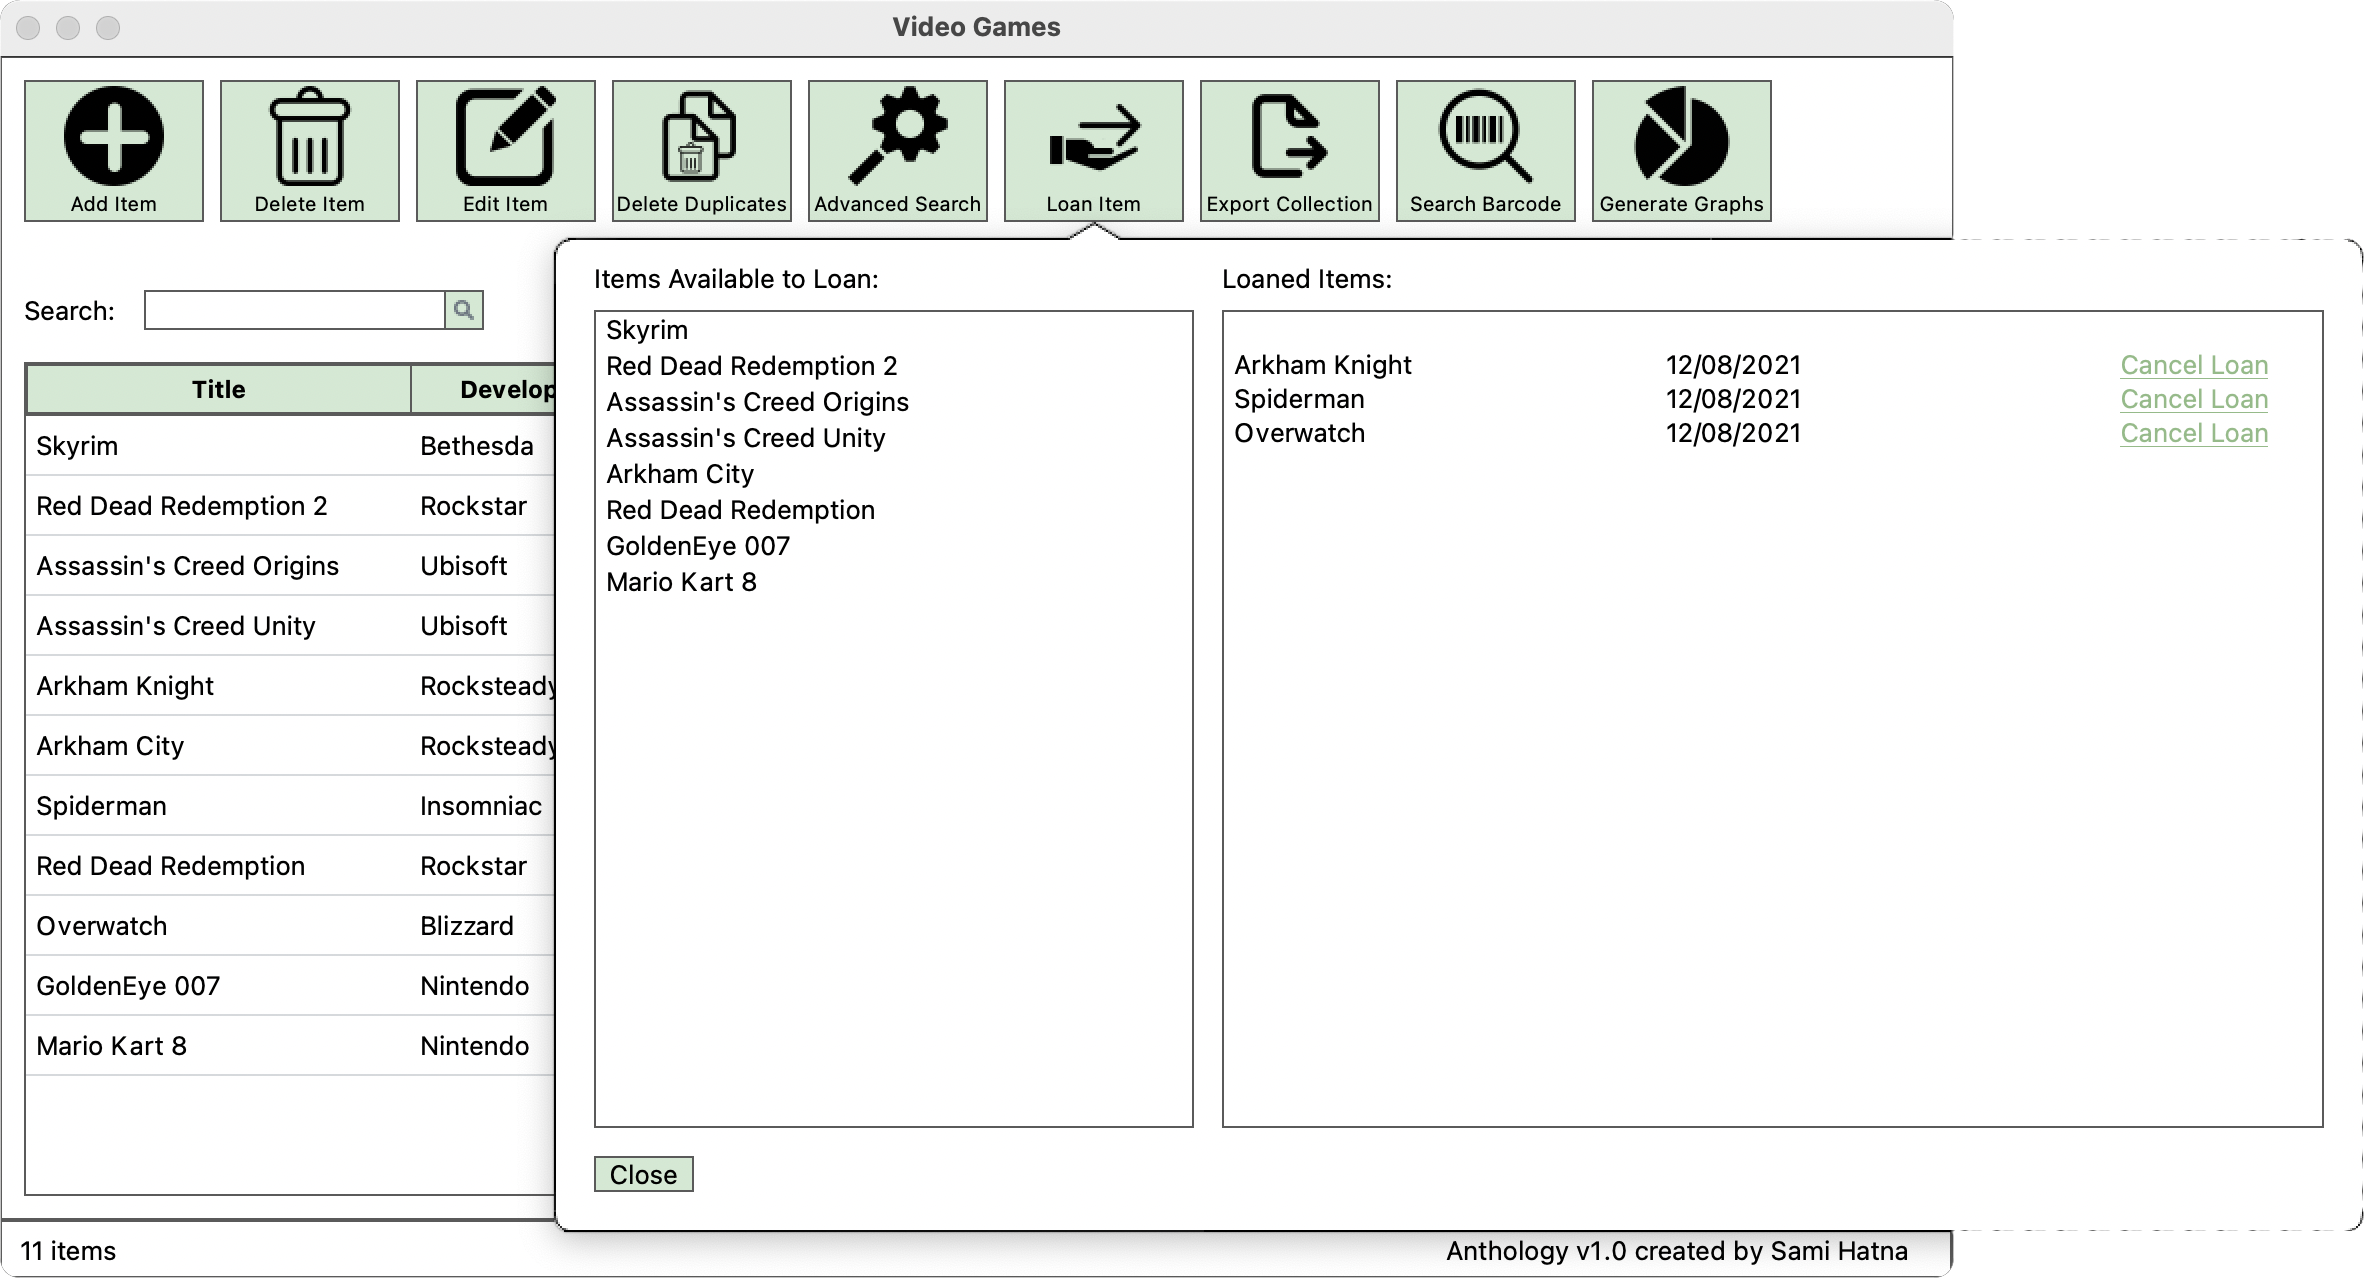 Video Games
Add Item
Delete Item
Edit Item
Delete Duplicates
Advanced Search
Loan Item
Export Collection
Search Barcode
Generate Graphs
Search:
Title Develop
Skyrim Bethesda
Red Dead Redemption 2 Rockstar
Assassin's Creed Origins Ubisoft
Assassin's Creed Unity Ubisoft
Arkham Knight Rocksteady
Arkham City Rocksteady
Spiderman Insomniac
Red Dead Redemption Rockstar
Overwatch Blizzard
GoldenEye 007 Nintendo
Mario Kart 8 Nintendo
Items Available to Loan:
Skyrim
Red Dead Redemption 2
Assassin's Creed Origins
Assassin's Creed Unity
Arkham City
Red Dead Redemption
GoldenEye 007
Mario Kart 8
Loaned Items:
Arkham Knight 12/08/2021 Cancel Loan
Spiderman 12/08/2021 Cancel Loan
Overwatch 12/08/2021 Cancel Loan
Close
11 items
Anthology v1.0 created by Sami Hatna